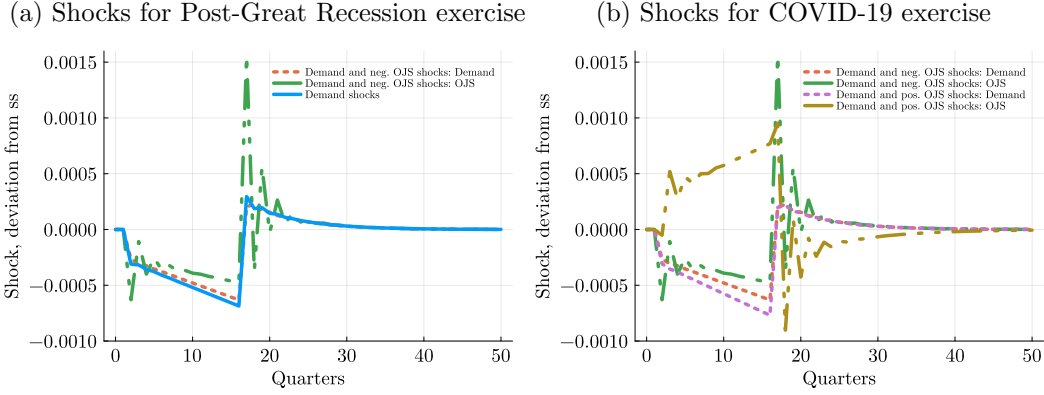 (a) Shocks for Post-Great Recession exercise
Shock, deviation from ss
0.0015
0.0010
0.0005
0.0000
−0.0005
−0.0010
Demand and neg. OJS shocks: Demand
Demand and neg. OJS shocks: OJS
Demand shocks
0 10 20 30 40 50
Quarters
(b) Shocks for COVID-19 exercise
Shock, deviation from ss
0.0015
0.0010
0.0005
0.0000
−0.0005
−0.0010
Demand and neg. OJS shocks: Demand
Demand and neg. OJS shocks: OJS
Demand and pos. OJS shocks: Demand
Demand and pos. OJS shocks: OJS
0 10 20 30 40 50
Quarters